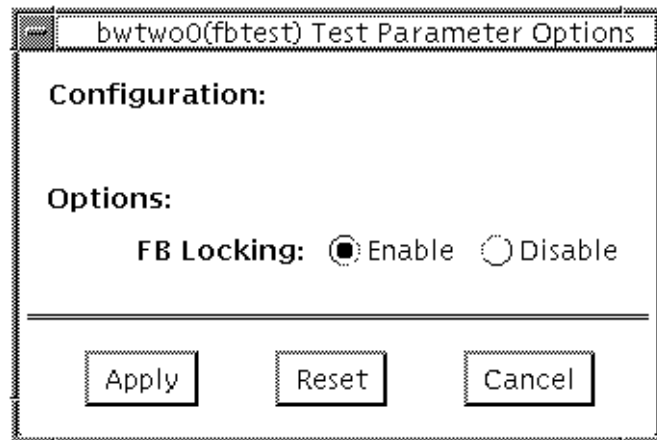 bwtwo0(fbtest) Test Parameter Options
Configuration:
Options:
FB Locking: Enable Disable
Apply Reset Cancel